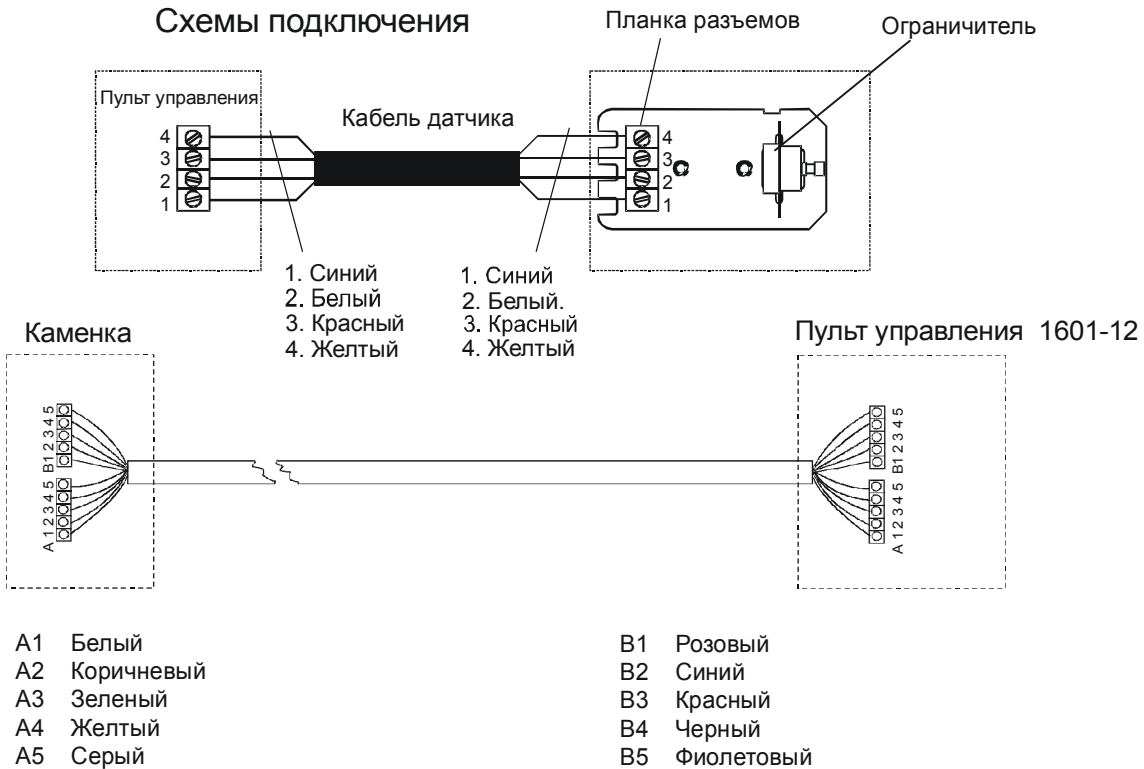 Схемы подключения
Планка разъемов
Ограничитель
Пульт управления
Кабель датчика
4
3
2
1
4
3
2
1
1. Синий
2. Белый
3. Красный
4. Желтый
1. Синий
2. Белый.
3. Красный
4. Желтый
Каменка
Пульт управления 1601-12
B1 2 3 4 5
A 1 2 3 4 5
B1 2 3 4 5
A 1 2 3 4 5
A1 Белый
A2 Коричневый
A3 Зеленый
A4 Желтый
A5 Серый
B1 Розовый
B2 Синий
B3 Красный
B4 Черный
B5 Фиолетовый